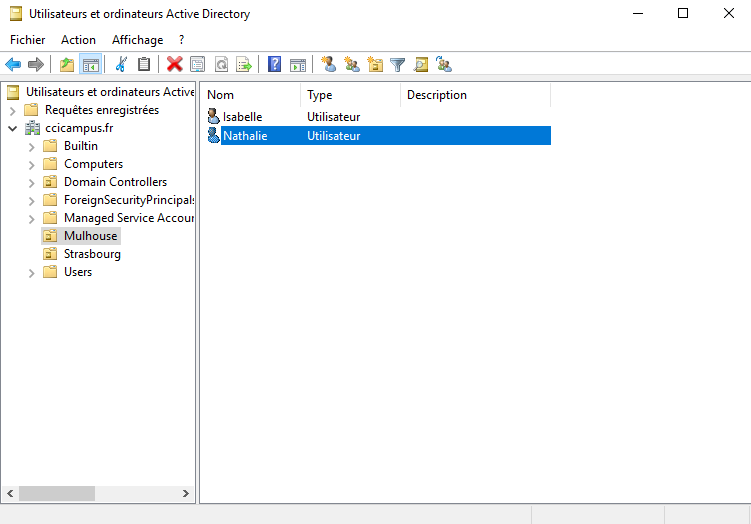 Utilisateurs et ordinateurs Active Directory
Fichier Action Affichage ?
Utilisateurs et ordinateurs Active
Requêtes enregistrées
ccicampus.fr
Builtin
Computers
Domain Controllers
ForeignSecurityPrincipals
Managed Service Accour
Mulhouse
Strasbourg
Users
Nom Type Description
Isabelle Utilisateur
Nathalie Utilisateur